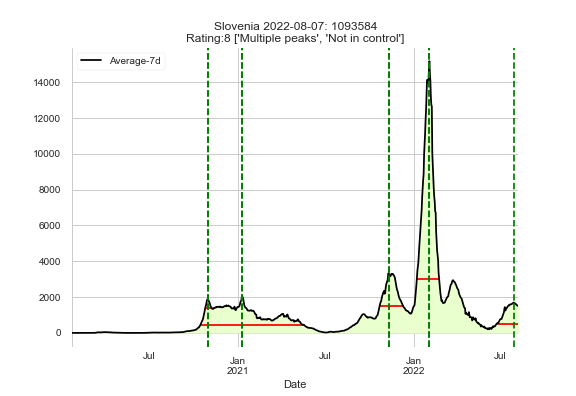 Slovenia 2022-08-07: 1093584
Rating:8 ['Multiple peaks', 'Not in control']
Average-7d
14000
12000
10000
8000
6000
4000
2000
0
Jul
Jan
2021
Jul
Jan
2022
Jul
Date